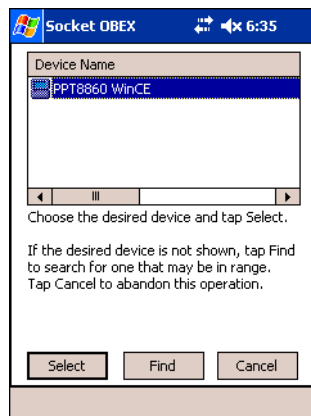 Socket OBEX 6:35
Device Name
PPT8860 WinCE
Choose the desired device and tap Select.
If the desired device is not shown, tap Find
to search for one that may be in range.
Tap Cancel to abandon this operation.
Select Find Cancel